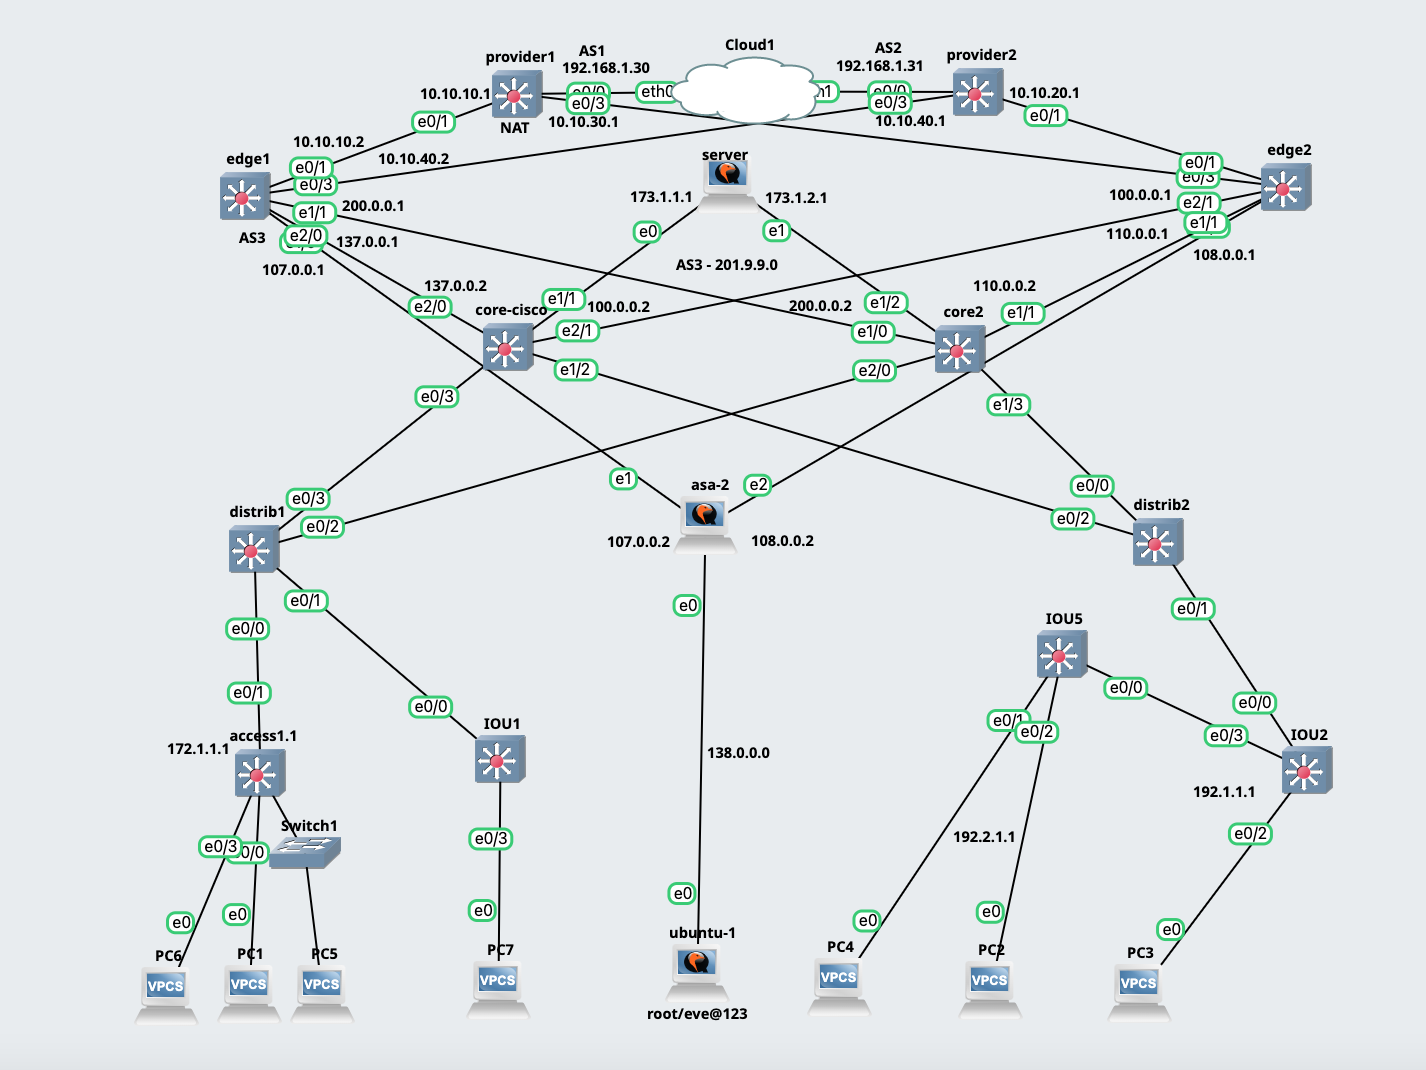 Cloud1
AS1
AS2
provider1
provider2
192.168.1.30
192.168.1.31
e0/0
eth0
e0/0
10.10.10.1
e0/3
e0/3
10.10.20.1
e0/1
NAT
10.10.30.1
10.10.40.1
e0/1
10.10.10.2
edge1
10.10.40.2
server
edge2
e0/1
e0/3
e0/1
e0/3
173.1.1.1
173.1.2.1
100.0.0.1
e2/1
e1/1
200.0.0.1
e0
e1
110.0.0.1
e1/1
AS3
e2/0
137.0.0.1
108.0.0.1
107.0.0.1
AS3 - 201.9.9.0
137.0.0.2
110.0.0.2
e2/0
core-cisco
e1/1
100.0.0.2
200.0.0.2
e1/2
core2
e1/1
e2/1
e1/0
e1/2
e2/0
e0/3
e1/3
e1
asa-2
e2
e0/0
e0/3
distrib1
e0/2
e0/2
distrib2
107.0.0.2
108.0.0.2
e0/1
e0
e0/1
e0/0
IOU5
e0/1
e0/0
e0/0
e0/0
e0/1
e0/2
e0/3
IOU1
IOU2
172.1.1.1
access1.1
138.0.0.0
192.1.1.1
Switch1
e0/3
e0/3
192.2.1.1
e0/2
e0
e0
e0
e0
e0
e0
e0
PC6
PC1
PC5
PC7
ubuntu-1
PC4
PC2
PC3
VPCS
VPCS
VPCS
VPCS
VPCS
VPCS
VPCS
root/eve@123